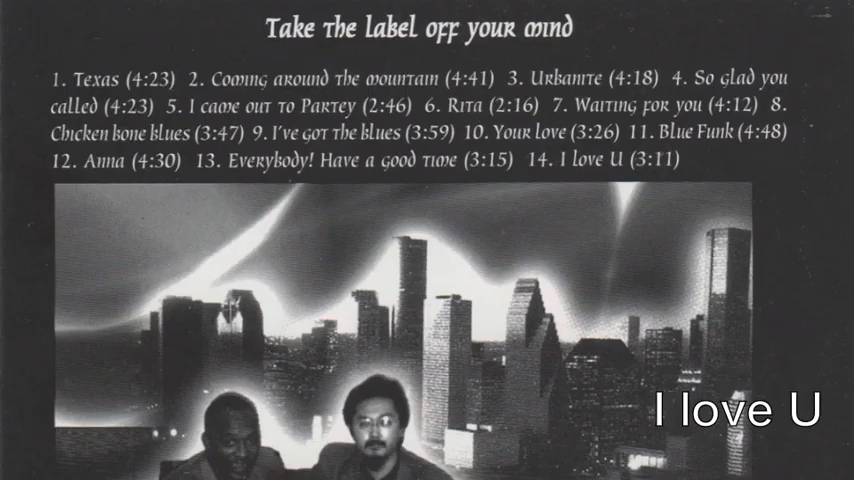 Take the label off your mind
1. Texas (4:23) 2. Coming around the mountain (4:41) 3. Urbanite (4:18) 4. So glad you
called (4:23) 5. I came out to Partey (2:46) 6. Rita (2:16) 7. Waiting for you (4:12) 8.
Chicken bone blues (3:47) 9. I've got the blues (3:59) 10. Your love (3:26) 11. Blue Funk (4:48)
12. Anna (4:30) 13. Everybody! Have a good time (3:15) 14. I love U (3:11)
I love U